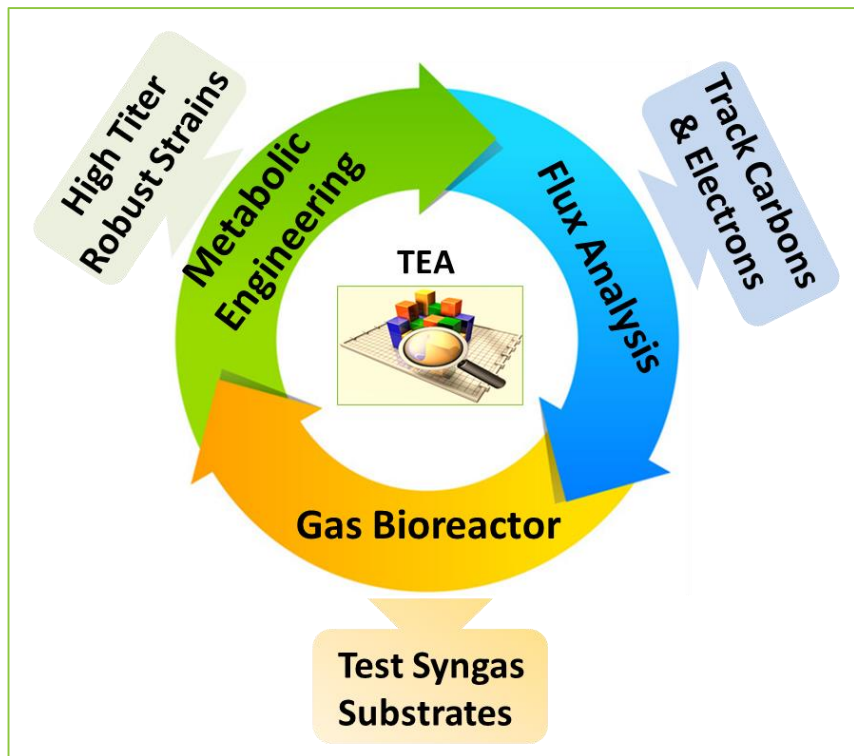 High Titer
Robust Strains
Metabolic
Engineering
Track Carbons
& Electrons
Flux Analysis
TEA
Gas Bioreactor
Test Syngas
Substrates